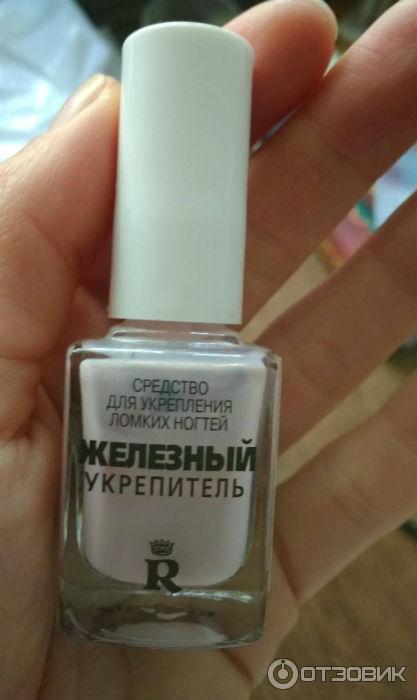 СРЕДСТВО
ДЛЯ УКРЕПЛЕНИЯ
ЛОМКИХ НОГТЕЙ
ЖЕЛЕЗНЫЙ
УКРЕПИТЕЛЬ
R
ОТЗОВИК